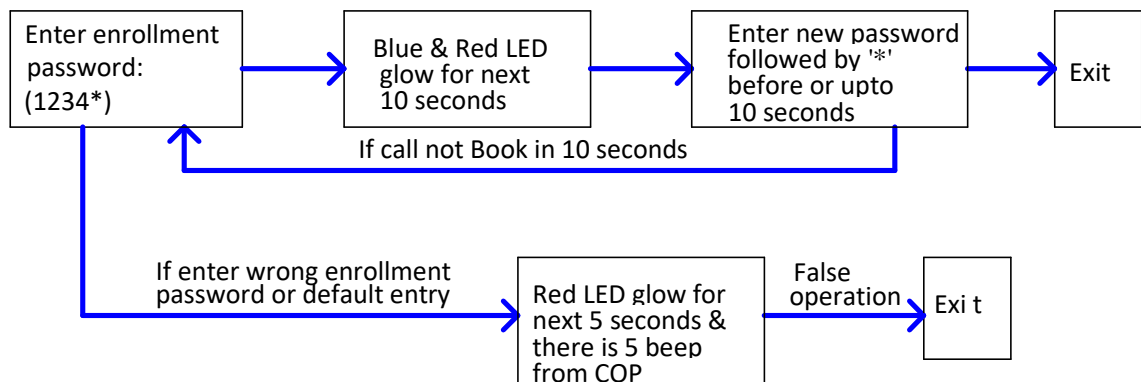 Enter enrollment
password:
(1234*)
Blue & Red LED
glow for next
10 seconds
Enter new password
followed by '*'
before or upto
10 seconds
Exit
If call not Book in 10 seconds
If enter wrong enrollment
password or default entry
Red LED glow for
next 5 seconds &
there is 5 beep
from COP
False
operation
Exi t